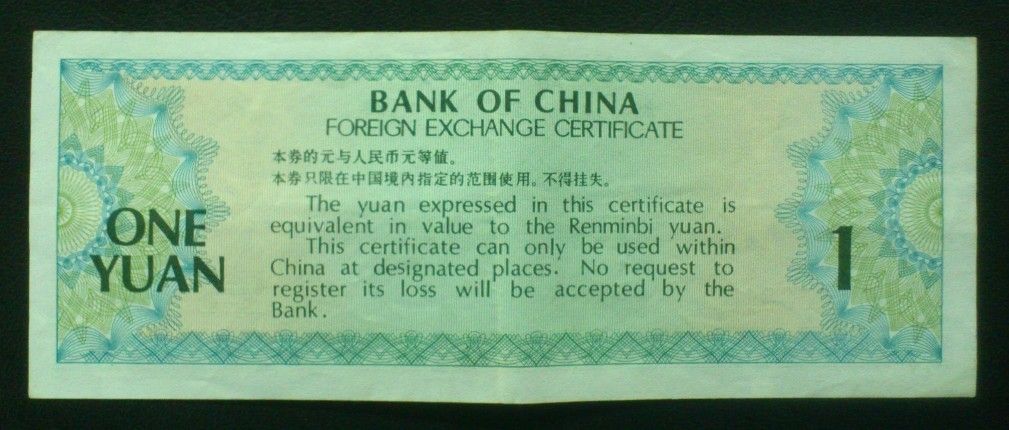 BANK OF CHINA
FOREIGN EXCHANGE CERTIFICATE
本券的元与人民币元等值。
本券只限在中国境内指定的范围使用。不得挂失。
The yuan expressed in this certificate is
equivalent in value to the Renminbi yuan.
This certificate can only be used within
China at designated places. No request to
register its loss will be accepted by the
Bank.
ONE
YUAN
1